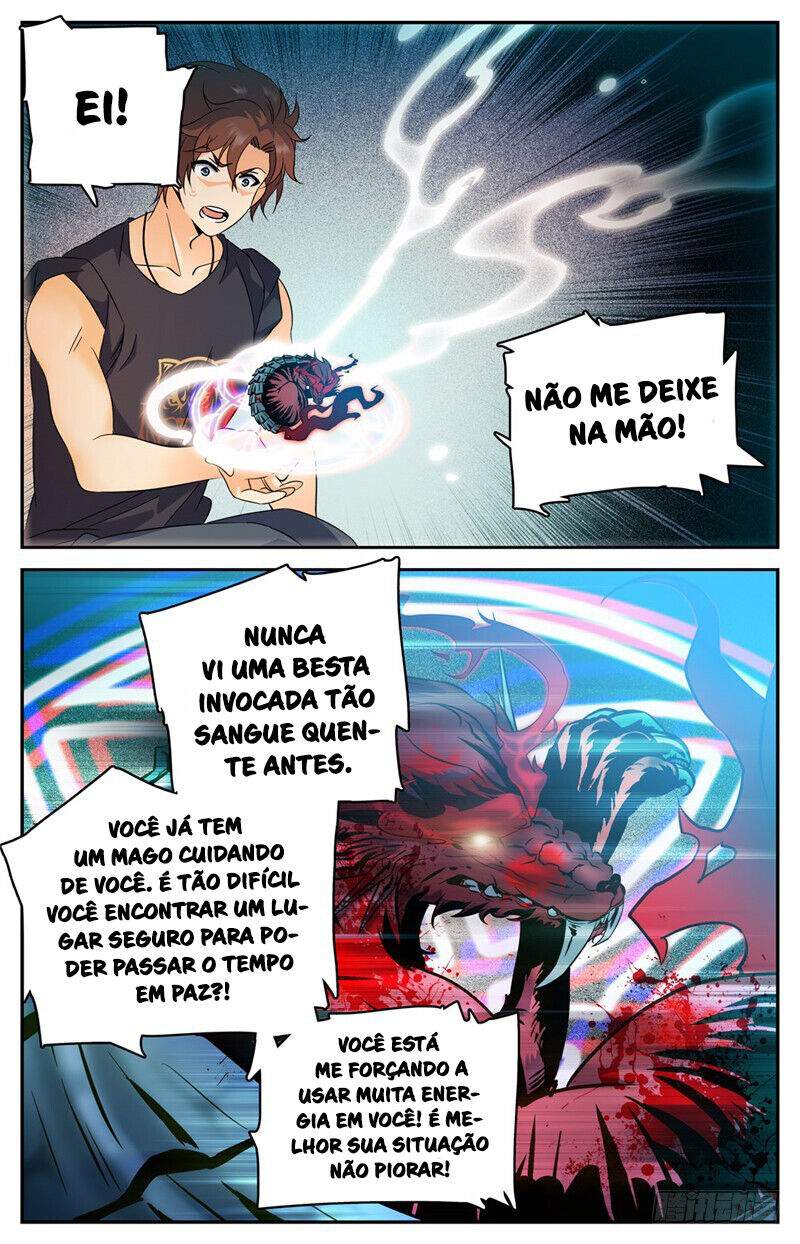 EI!
NÃO ME DEIXE
NA MÃO!
NUNCA
VI UMA BESTA
INVOCADA TÃO
SANGUE QUEN-
TE ANTES.
VOCÊ JÁ TEM
UM MAGO CUIDANDO
DE VOCÊ. É TÃO DIFÍCIL
VOCÊ ENCONTRAR UM LU-
GAR SEGURO PARA PO-
DER PASSAR O TEMPO
EM PAZ?!
VOCÊ ESTÁ
ME FORÇANDO A
USAR MUITA ENER-
GIA EM VOCÊ! É ME-
LHOR SUA SITUAÇÃO
NÃO PIORAR!